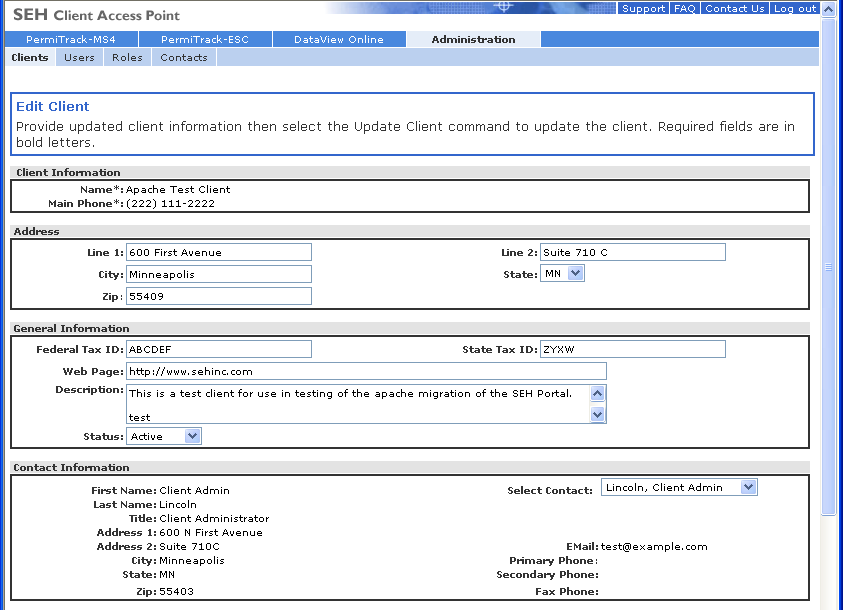 SEH Client Access Point
Support FAQ Contact Us Log out
PermiTrack-MS4 PermiTrack-ESC DataView Online Administration
Clients Users Roles Contacts
Edit Client
Provide updated client information then select the Update Client command to update the client. Required fields are in
bold letters.
Client Information
Name*: Apache Test Client
Main Phone*: (222) 111-2222
Address
Line 1: 600 First Avenue Line 2: Suite 710 C
City: Minneapolis State: MN
Zip: 55409
General Information
Federal Tax ID: ABCDEF State Tax ID: ZYXW
Web Page: http://www.sehinc.com
Description: This is a test client for use in testing of the apache migration of the SEH Portal.
test
Status: Active
Contact Information
First Name: Client Admin Select Contact: Lincoln, Client Admin
Last Name: Lincoln
Title: Client Administrator
Address 1: 600 N First Avenue
Address 2: Suite 710C EMail: test@example.com
City: Minneapolis Primary Phone:
State: MN Secondary Phone:
Zip: 55403 Fax Phone: